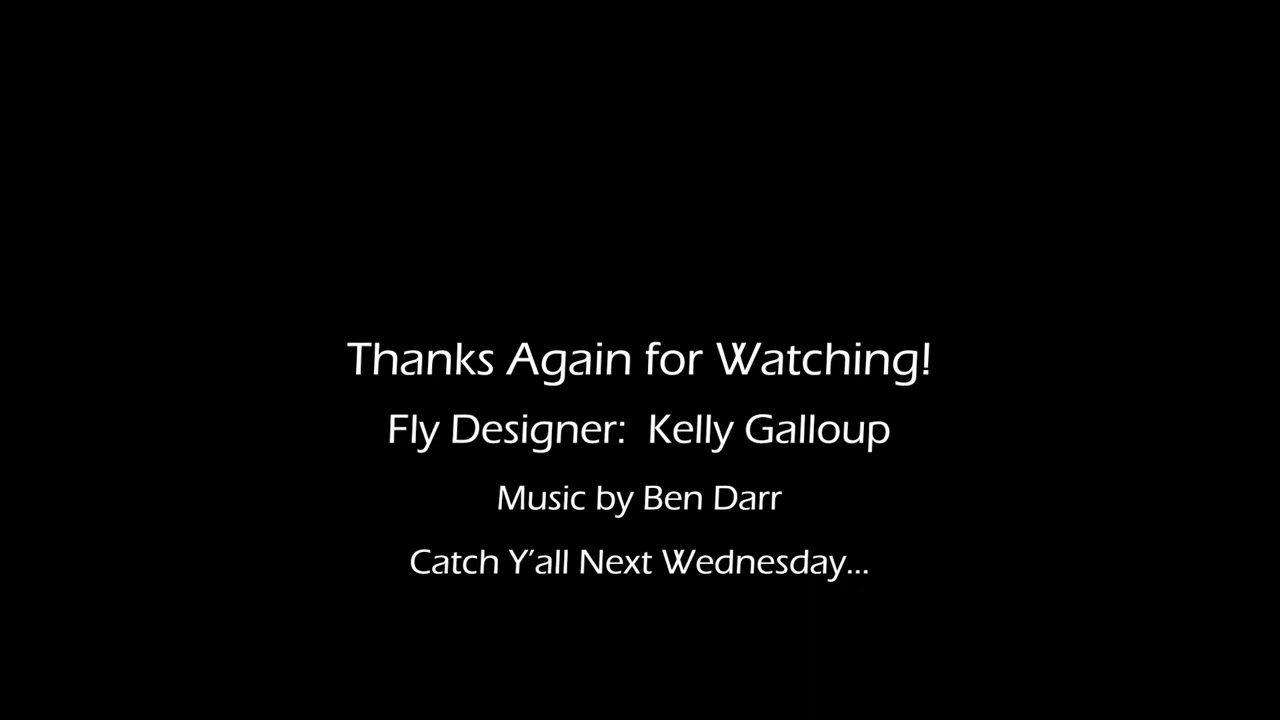 Thanks Again for Watching!
Fly Designer:  Kelly Galloup
Music by Ben Darr
Catch Y’all Next Wednesday...